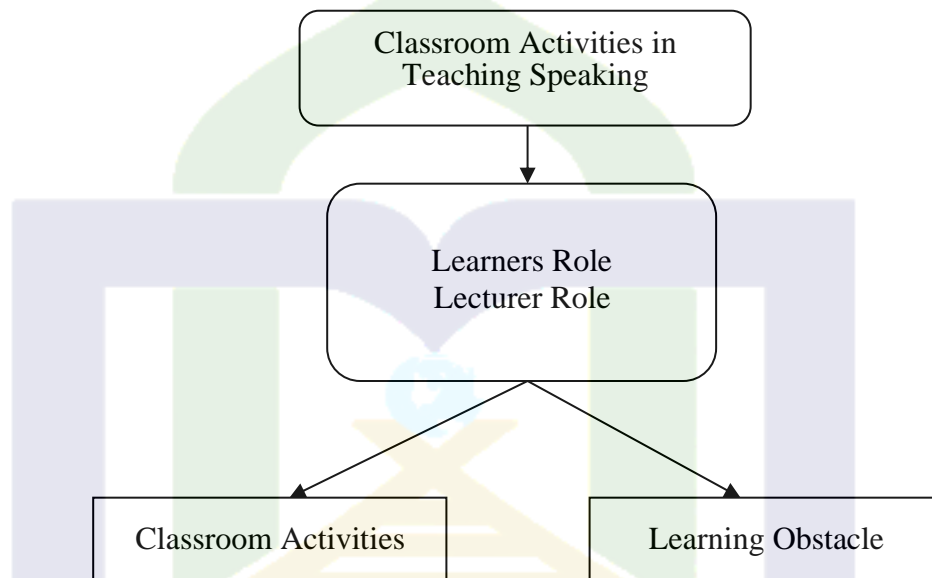 Classroom Activities in
Teaching Speaking
Learners Role
Lecturer Role
Classroom Activities
Learning Obstacle